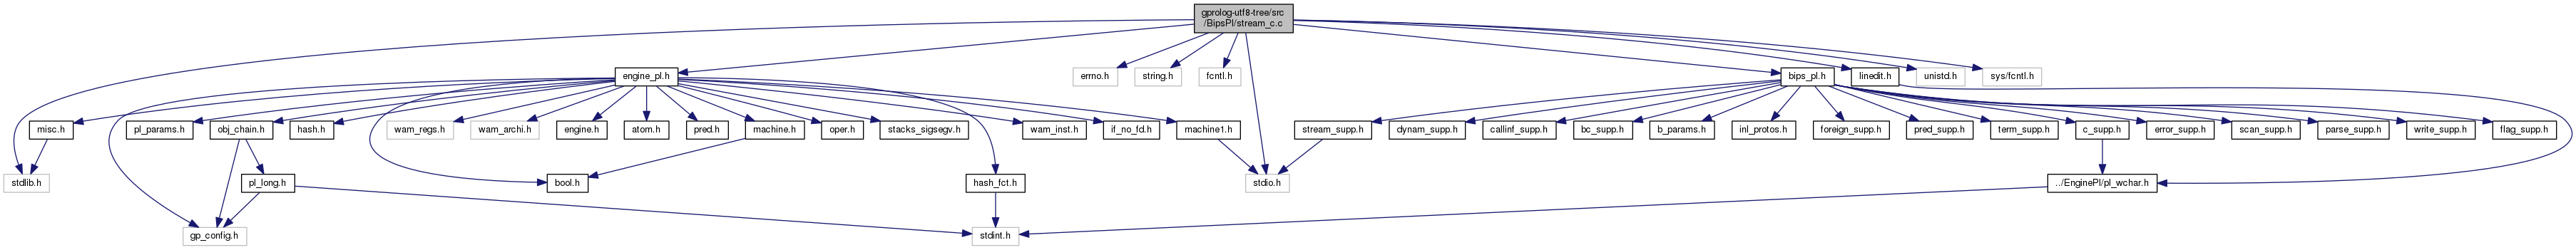 gprolog-utf8-tree/src
/BipsPl/stream_c.c
engine_pl.h
errno.h
string.h
fcntl.h
bips_pl.h
linedit.h
unistd.h
sys/fcntl.h
misc.h
pl_params.h
obj_chain.h
hash.h
wam_regs.h
wam_archi.h
engine.h
atom.h
pred.h
machine.h
oper.h
stacks_sigsegv.h
wam_inst.h
if_no_fd.h
machine1.h
stream_supp.h
dynam_supp.h
callinf_supp.h
bc_supp.h
b_params.h
inl_protos.h
foreign_supp.h
pred_supp.h
term_supp.h
c_supp.h
error_supp.h
scan_supp.h
parse_supp.h
write_supp.h
flag_supp.h
stdlib.h
pl_long.h
bool.h
hash_fct.h
stdio.h
../EnginePl/pl_wchar.h
gp_config.h
stdint.h